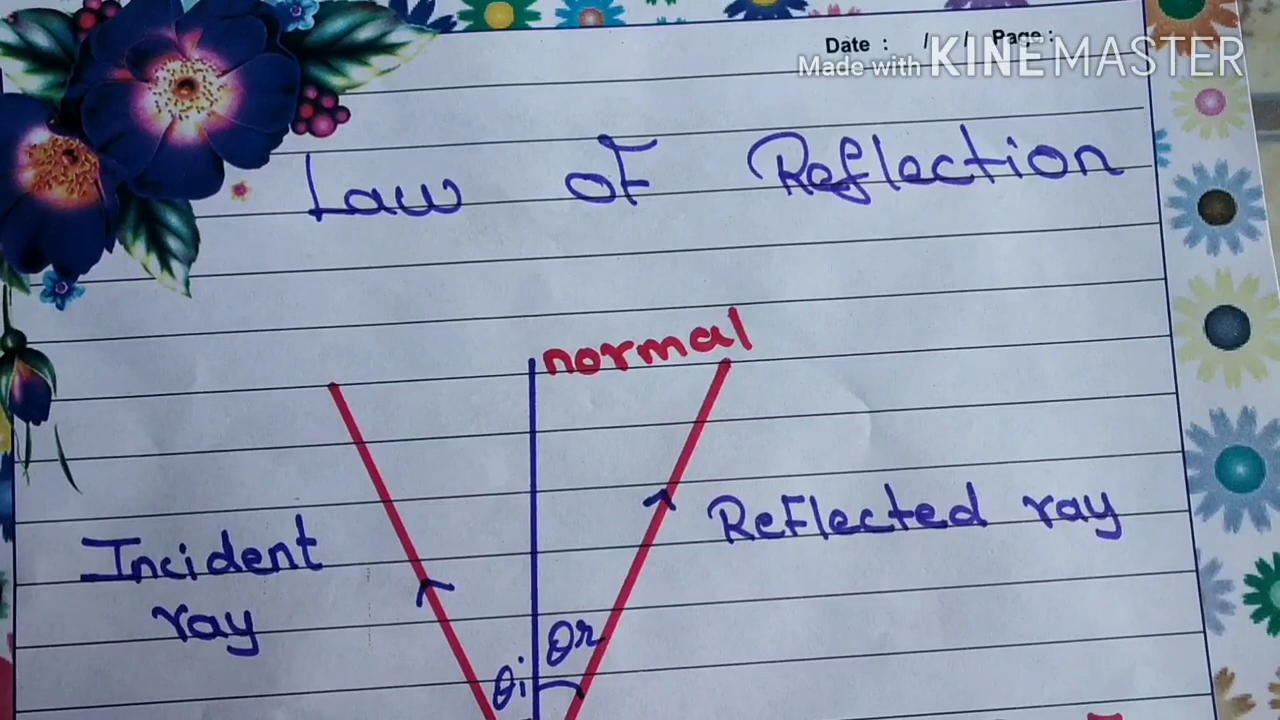 Date : / / Page :
Made with KINEMASTER
Law of Reflection
normal
Incident
ray
Reflected ray
θi
θr